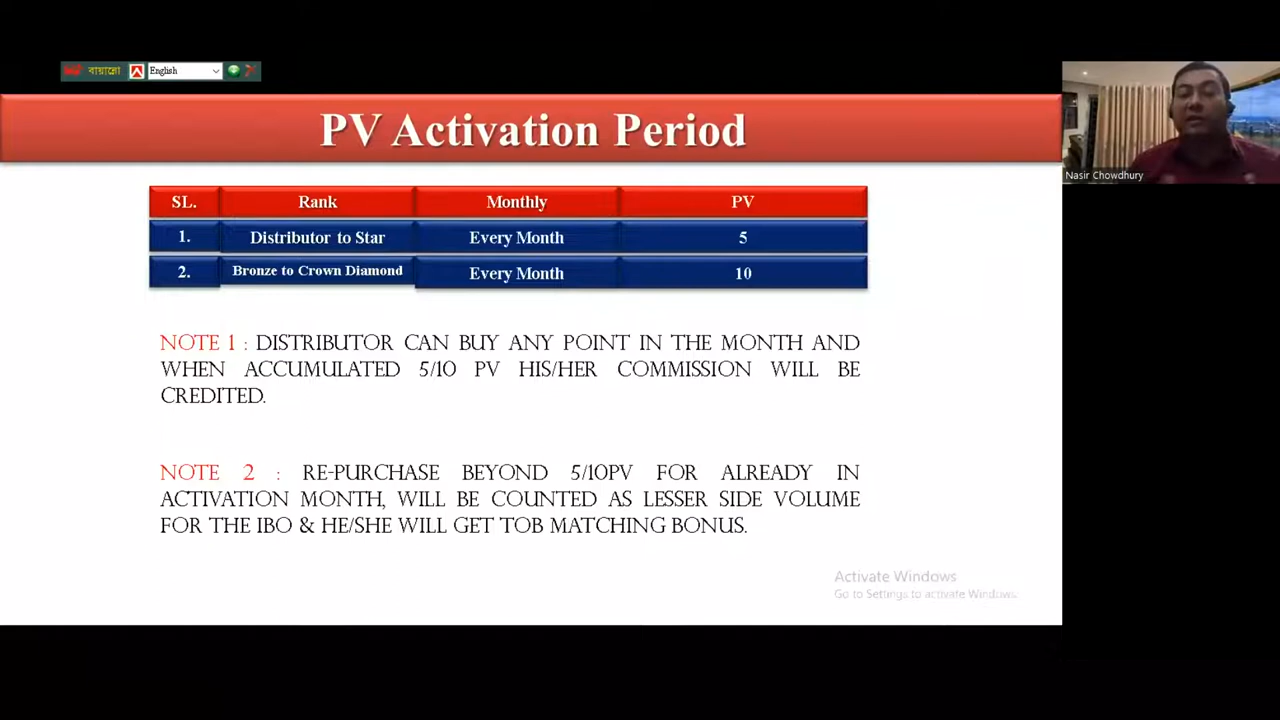 বায়ান্নো English
Nasir Chowdhury
PV Activation Period
SL. Rank Monthly PV
1. Distributor to Star Every Month 5
2. Bronze to Crown Diamond Every Month 10
NOTE 1 : DISTRIBUTOR CAN BUY ANY POINT IN THE MONTH AND
WHEN ACCUMULATED 5/10 PV HIS/HER COMMISSION WILL BE
CREDITED.
NOTE 2 : RE-PURCHASE BEYOND 5/10PV FOR ALREADY IN
ACTIVATION MONTH, WILL BE COUNTED AS LESSER SIDE VOLUME
FOR THE IBO & HE/SHE WILL GET TOB MATCHING BONUS.
Activate Windows
Go to Settings to activate Windows.